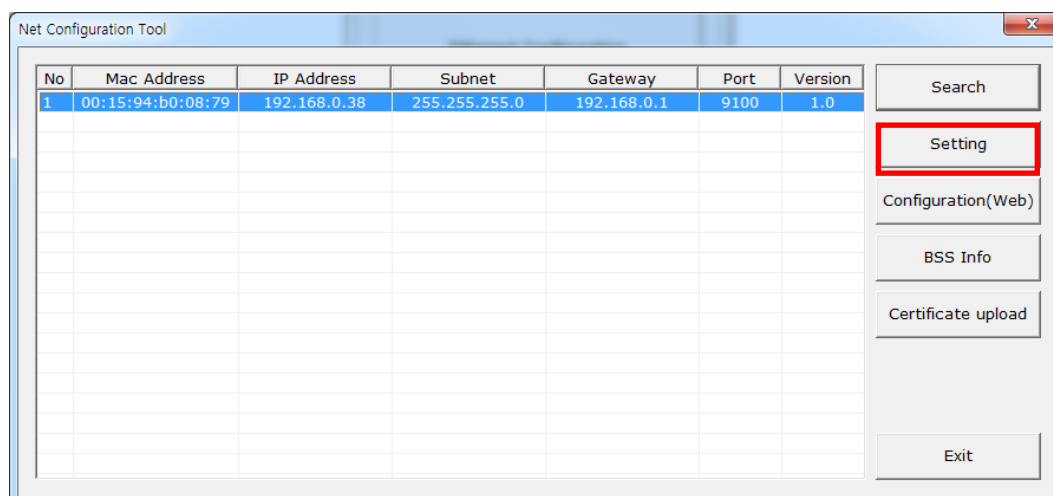 Net Configuration Tool
No Mac Address IP Address Subnet Gateway Port Version
1 00:15:94:b0:08:79 192.168.0.38 255.255.255.0 192.168.0.1 9100 1.0
Search
Setting
Configuration(Web)
BSS Info
Certificate upload
Exit